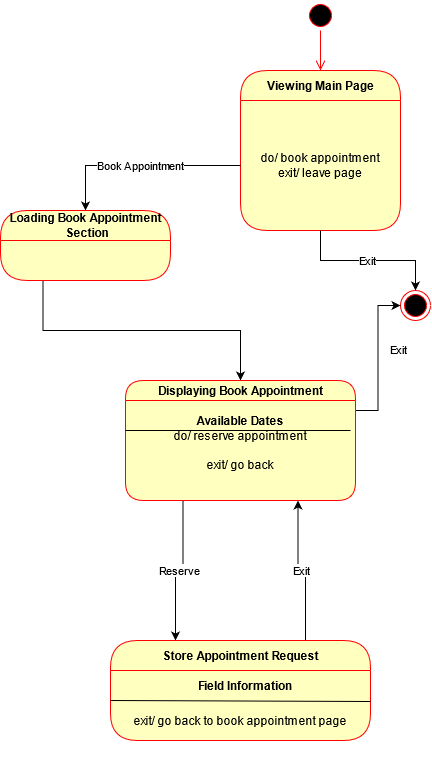 Viewing Main Page
do/ book appointment
exit/ leave page
Book Appointment
Loading Book Appointment
Section
Exit
Exit
Displaying Book Appointment
Available Dates
do/ reserve appointment
exit/ go back
Reserve
Exit
Store Appointment Request
Field Information
exit/ go back to book appointment page